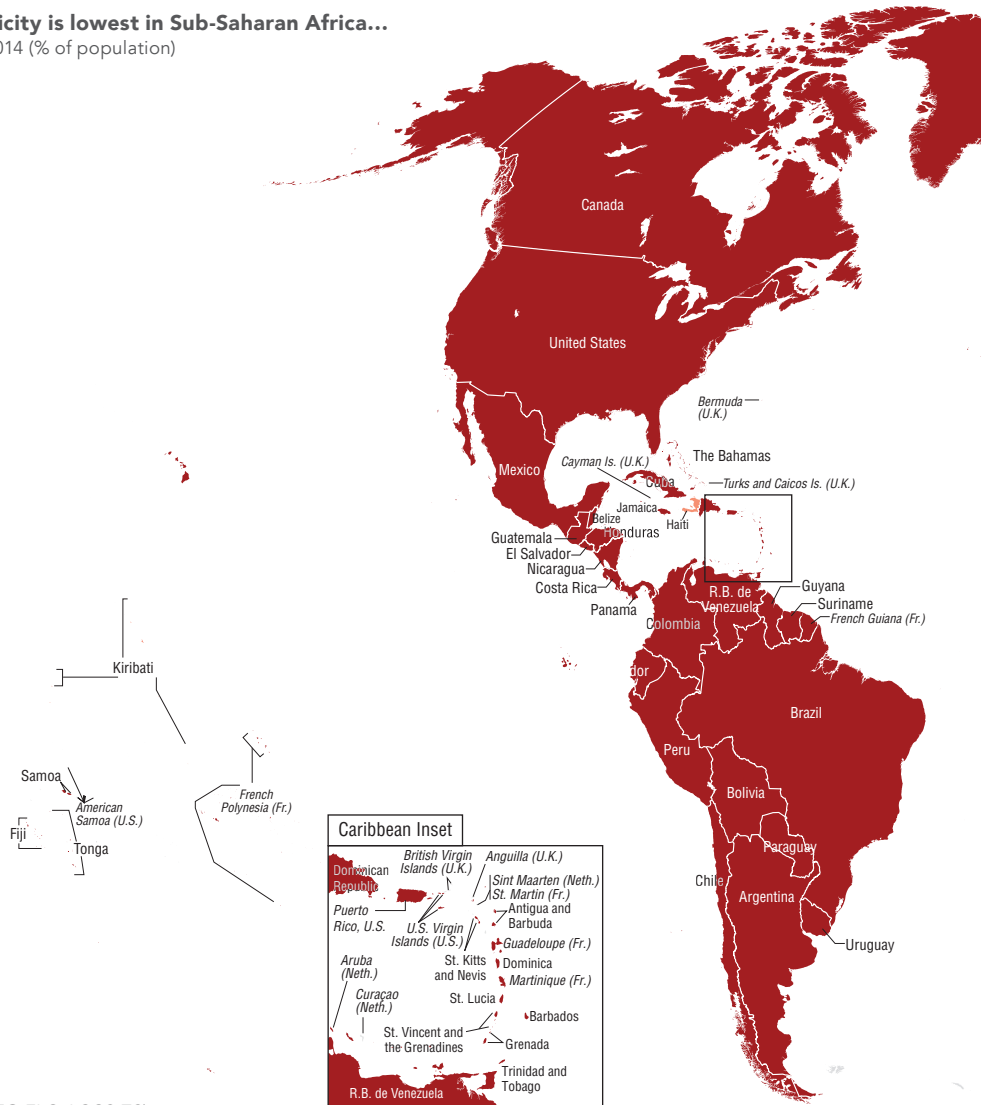 icity is lowest in Sub-Saharan Africa...
014 (% of population)
Canada
United States
Bermuda
(U.K.)
Cayman Is. (U.K.)
The Bahamas
Mexico
Cuba
Turks and Caicos Is. (U.K.)
Jamaica
Belize
Haiti
Guatemala
Honduras
El Salvador
Nicaragua
Costa Rica
Panama
R.B. de
Venezuela
Guyana
Suriname
French Guiana (Fr.)
Colombia
dor
Kiribati
Brazil
Peru
Samoa
American
Samoa (U.S.)
French
Polynesia (Fr.)
Bolivia
Fiji
Tonga
Paraguay
Chile
Argentina
Uruguay
Caribbean Inset
Dominican
Republic
British Virgin
Islands (U.K.)
Anguilla (U.K.)
Sint Maarten (Neth.)
St. Martin (Fr.)
Puerto
Rico, U.S.
U.S. Virgin
Islands (U.S.)
Antigua and
Barbuda
Guadeloupe (Fr.)
St. Kitts
and Nevis
Dominica
Aruba
(Neth.)
Martinique (Fr.)
Curaçao
(Neth.)
St. Lucia
Barbados
St. Vincent and
the Grenadines
Grenada
Trinidad and
Tobago
R.B. de Venezuela